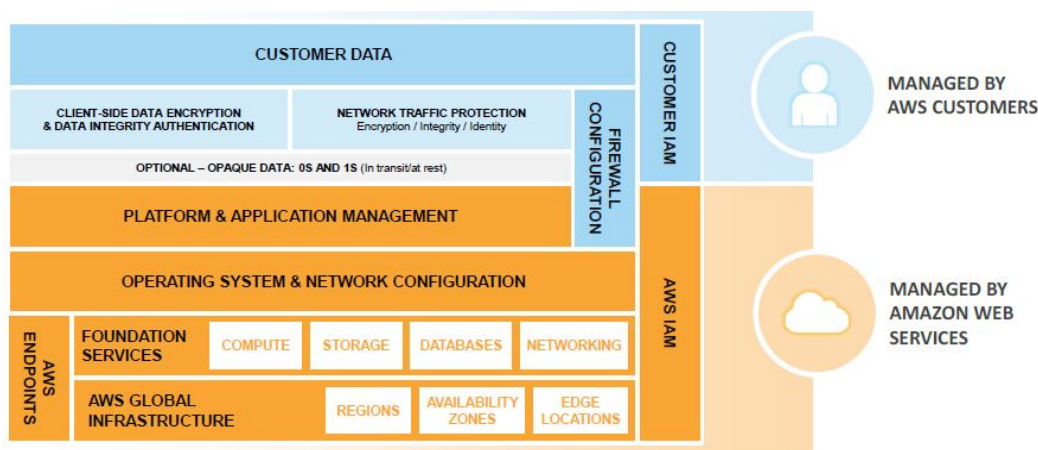 CUSTOMER DATA
CUSTOMER IAM
MANAGED BY
AWS CUSTOMERS
CLIENT-SIDE DATA ENCRYPTION
& DATA INTEGRITY AUTHENTICATION
NETWORK TRAFFIC PROTECTION
Encryption / Integrity / Identity
FIREWALL
CONFIGURATION
OPTIONAL – OPAQUE DATA: 0S AND 1S (In transit/at rest)
PLATFORM & APPLICATION MANAGEMENT
OPERATING SYSTEM & NETWORK CONFIGURATION
AWS IAM
MANAGED BY
AMAZON WEB
SERVICES
AWS
ENDPOINTS
FOUNDATION
SERVICES
COMPUTE
STORAGE
DATABASES
NETWORKING
AWS GLOBAL
INFRASTRUCTURE
REGIONS
AVAILABILITY
ZONES
EDGE
LOCATIONS